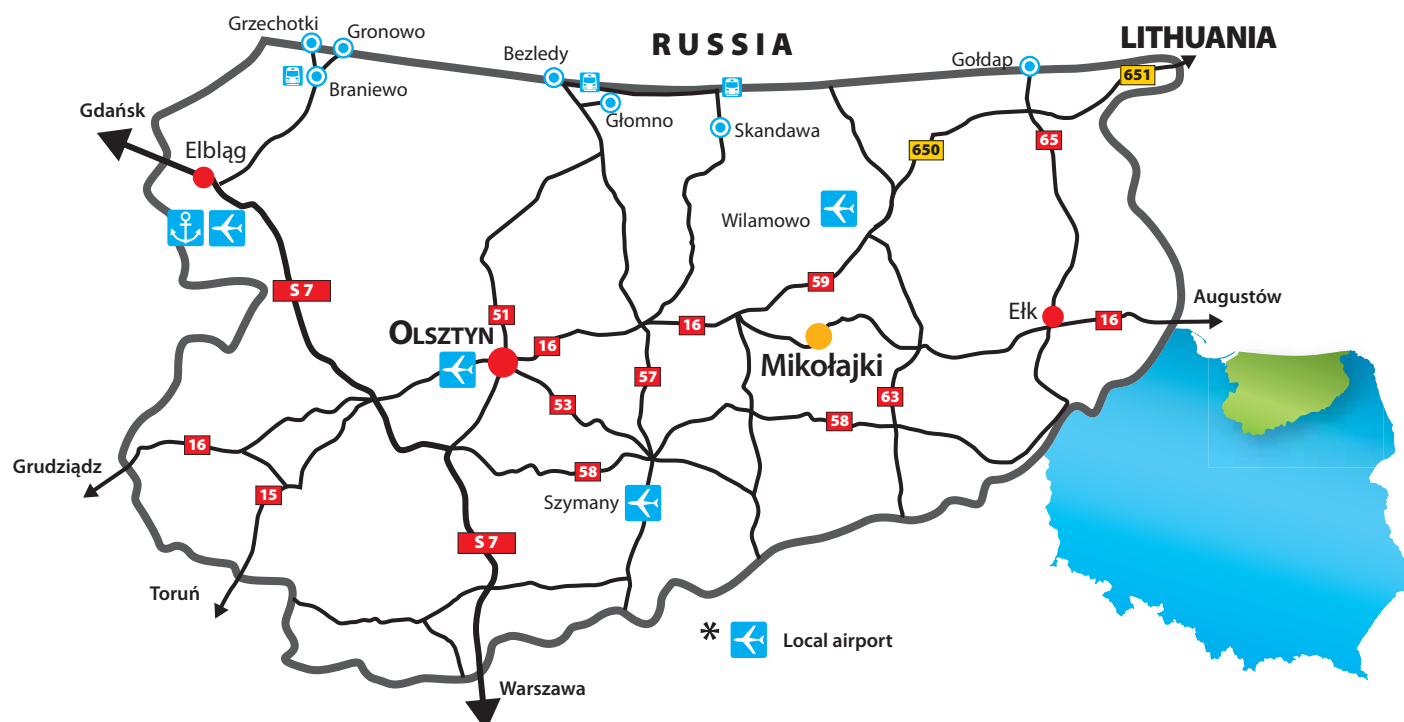 Grzechotki
Gronowo
RUSSIA
LITHUANIA
Bezledy
Gołdap
651
Braniewo
Gdańsk
Głomno
Skandawa
65
650
Elbląg
Wilamowo
S 7
59
Augustów
51
Ełk
16
16
OLSZTYN
16
Mikołajki
57
63
53
58
16
Grudziądz
58
15
Szymany
S 7
Toruń
* Local airport
Warszawa